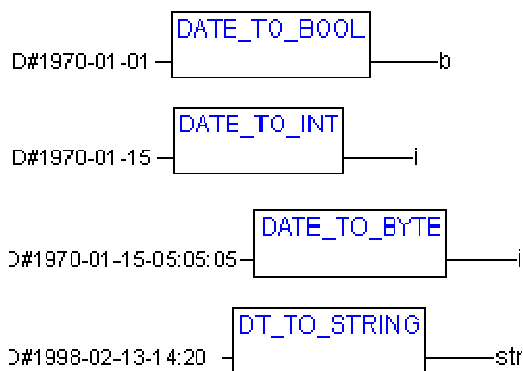 DATE_TO_BOOL
D#1970-01-01
b
DATE_TO_INT
D#1970-01-15
i
DATE_TO_BYTE
D#1970-01-15-05:05:05
i
DT_TO_STRING
D#1998-02-13-14:20
str